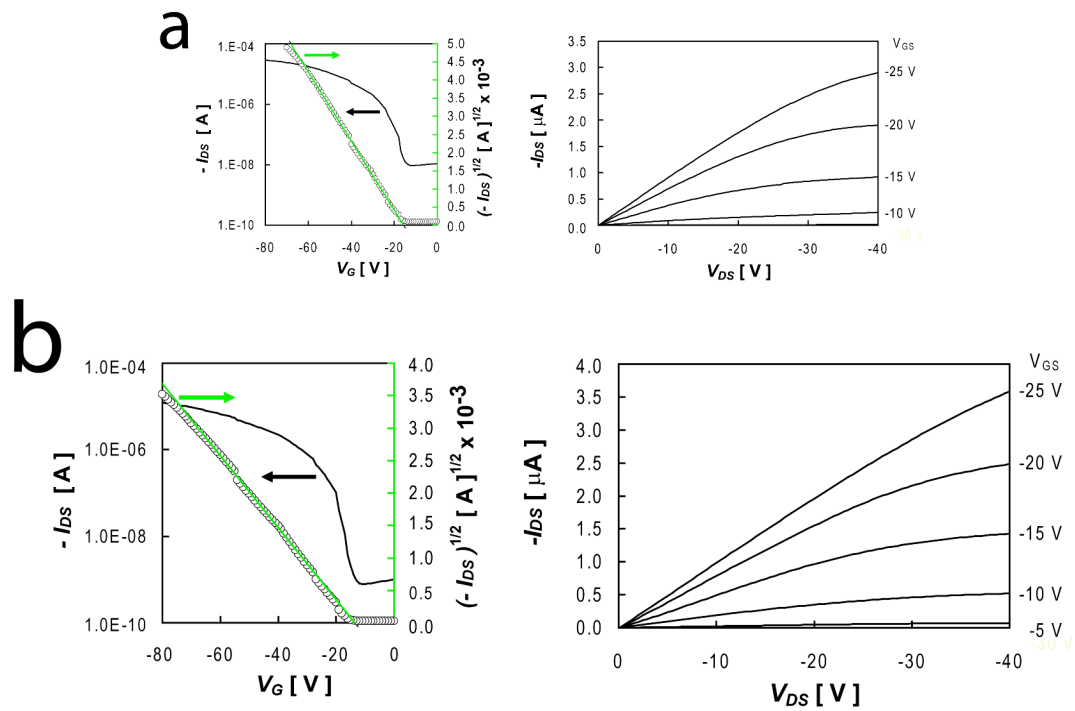 a
1.E-04
1.E-06
1.E-08
1.E-10
- I_DS [ A ]
5.0
4.5
4.0
3.5
3.0
2.5
2.0
1.5
1.0
0.5
0.0
(- I_DS )^1/2 [ A ]^1/2 x 10^-3
-80 -60 -40 -20 0
V_G [ V ]
3.5
3.0
2.5
2.0
1.5
1.0
0.5
0.0
-I_DS [ µA ]
V_GS
-25 V
-20 V
-15 V
-10 V
-30 V
0 -10 -20 -30 -40
V_DS [ V ]
b
1.0E-04
1.0E-06
1.0E-08
1.0E-10
- I_DS [ A ]
4.0
3.5
3.0
2.5
2.0
1.5
1.0
0.5
0.0
(- I_DS )^1/2 [ A ]^1/2 x 10^-3
-80 -60 -40 -20 0
V_G [ V ]
4.0
3.5
3.0
2.5
2.0
1.5
1.0
0.5
0.0
-I_DS [ µA ]
V_GS
-25 V
-20 V
-15 V
-10 V
-5 V
-30 V
0 -10 -20 -30 -40
V_DS [ V ]